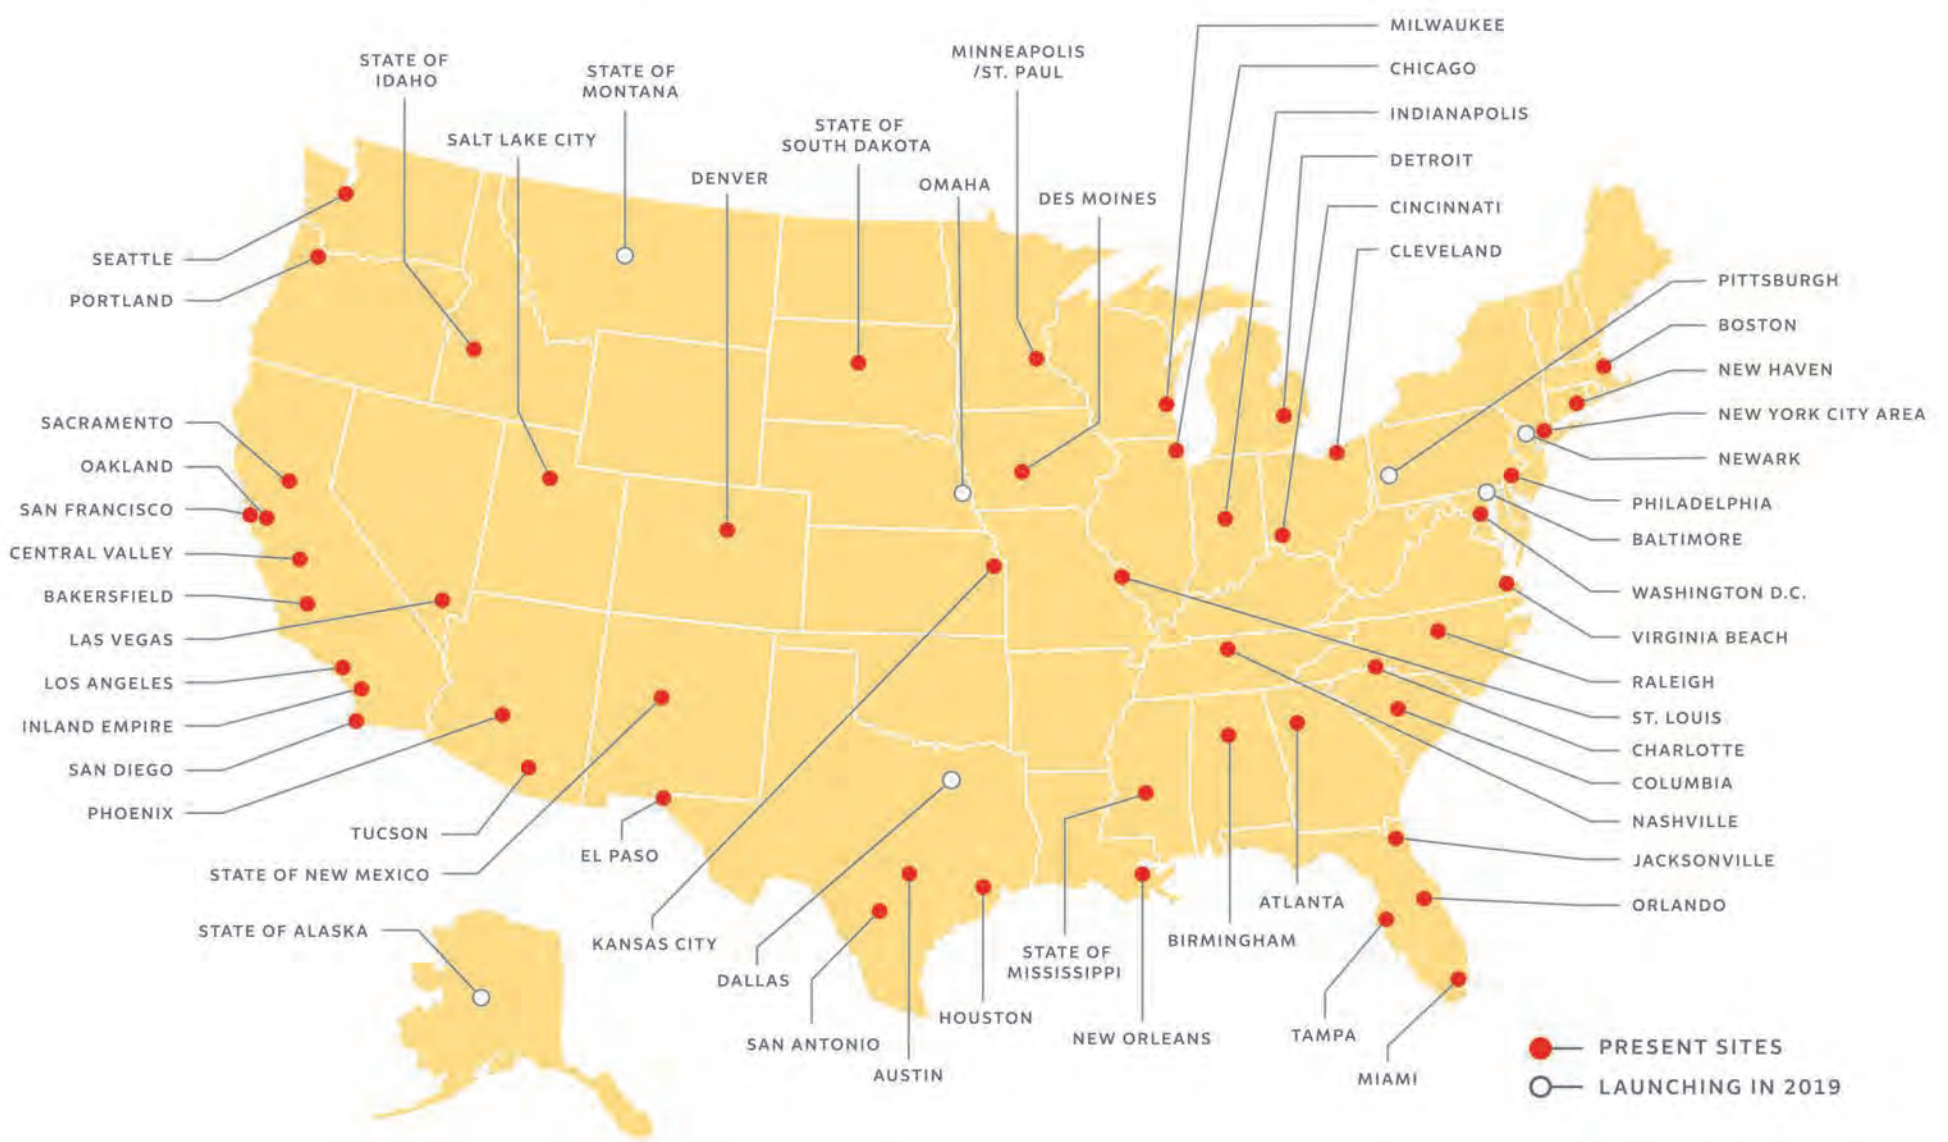 MILWAUKEE
CHICAGO
INDIANAPOLIS
DETROIT
CINCINNATI
CLEVELAND
STATE OF
IDAHO
STATE OF
MONTANA
SALT LAKE CITY
DENVER
STATE OF
SOUTH DAKOTA
OMAHA
MINNEAPOLIS
/ST. PAUL
DES MOINES
SEATTLE
PORTLAND
SACRAMENTO
OAKLAND
SAN FRANCISCO
CENTRAL VALLEY
BAKERSFIELD
LAS VEGAS
LOS ANGELES
INLAND EMPIRE
SAN DIEGO
PHOENIX
TUCSON
STATE OF NEW MEXICO
STATE OF ALASKA
EL PASO
KANSAS CITY
DALLAS
SAN ANTONIO
AUSTIN
HOUSTON
STATE OF
MISSISSIPPI
NEW ORLEANS
BIRMINGHAM
ATLANTA
TAMPA
MIAMI
PITTSBURGH
BOSTON
NEW HAVEN
NEW YORK CITY AREA
NEWARK
PHILADELPHIA
BALTIMORE
WASHINGTON D.C.
VIRGINIA BEACH
RALEIGH
ST. LOUIS
CHARLOTTE
COLUMBIA
NASHVILLE
JACKSONVILLE
ORLANDO
PRESENT SITES
LAUNCHING IN 2019